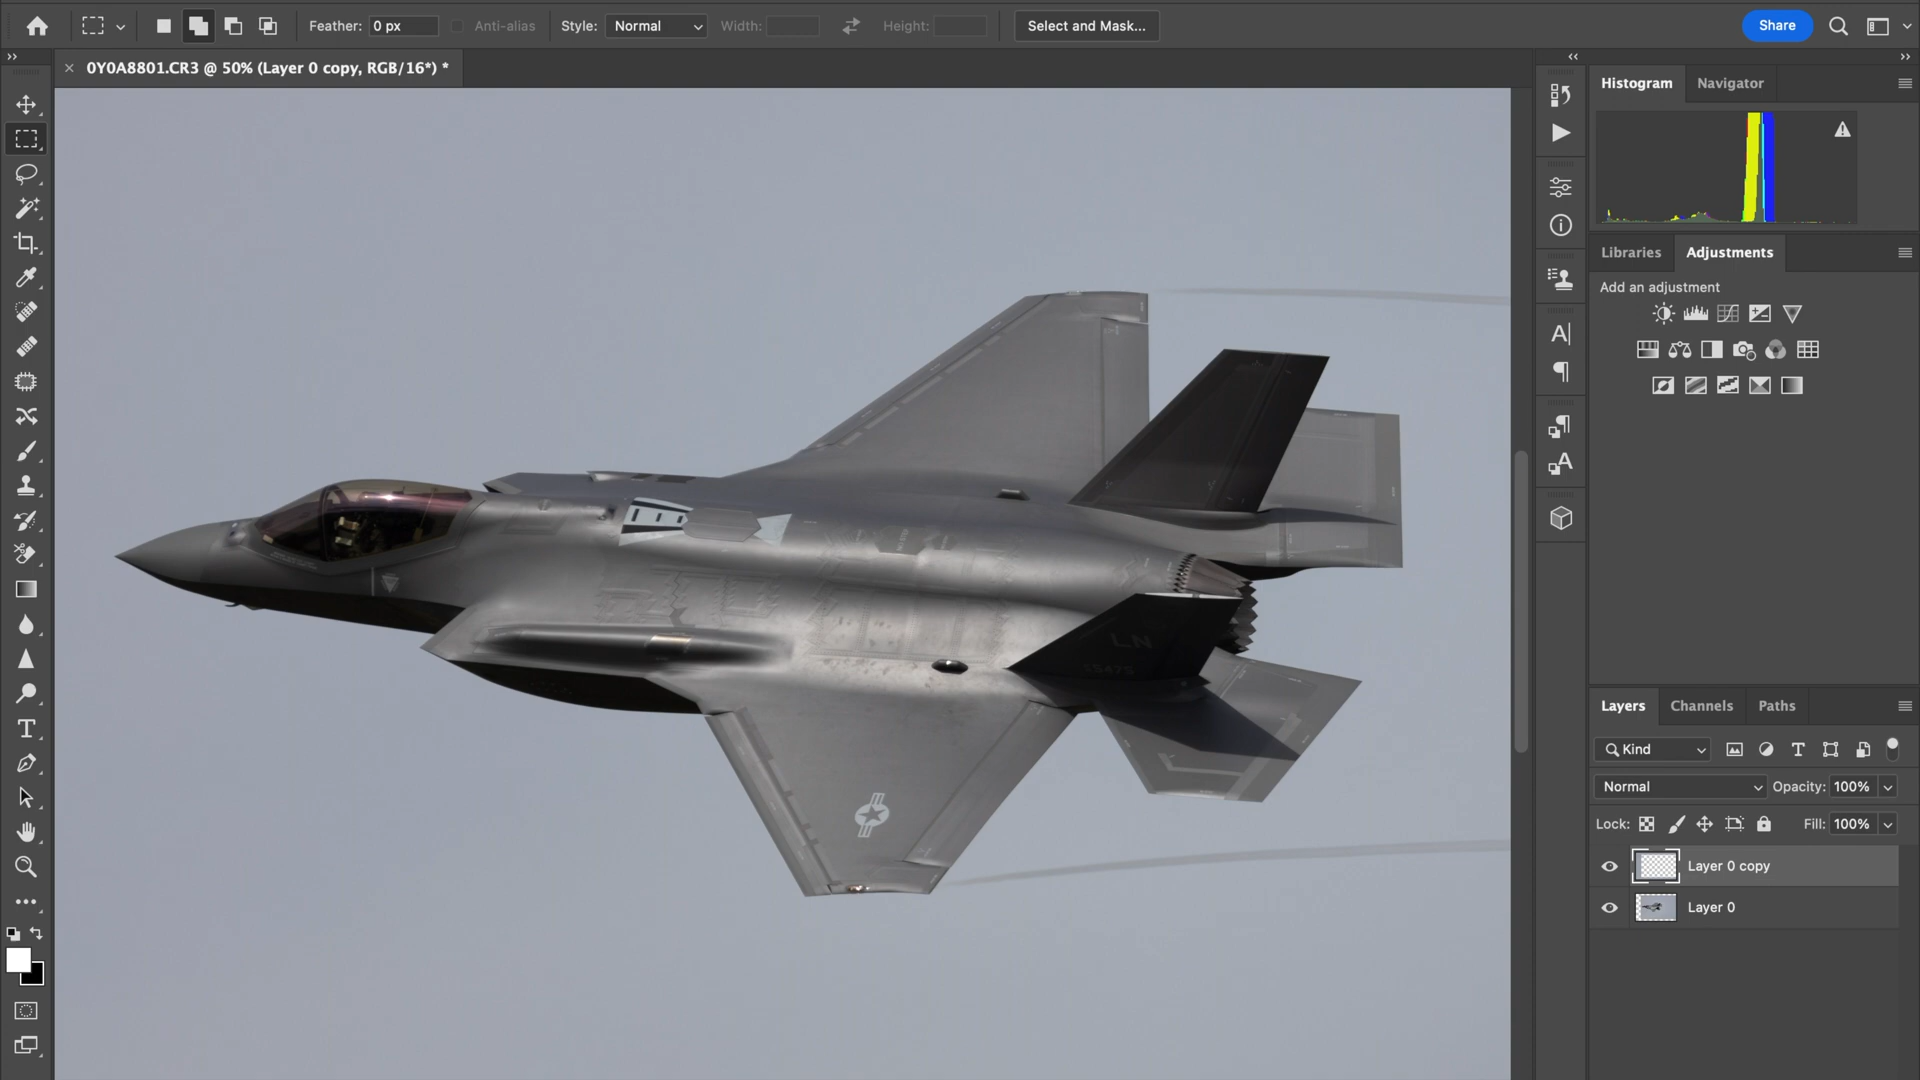 Feather: 0 px Anti-alias Style: Normal Width: Height: Select and Mask... Share
0Y0A8801.CR3 @ 50% (Layer 0 copy, RGB/16*) *
Histogram Navigator
Libraries Adjustments
Add an adjustment
LN
Layers Channels Paths
Kind
Normal Opacity: 100%
Lock: Fill: 100%
Layer 0 copy
Layer 0